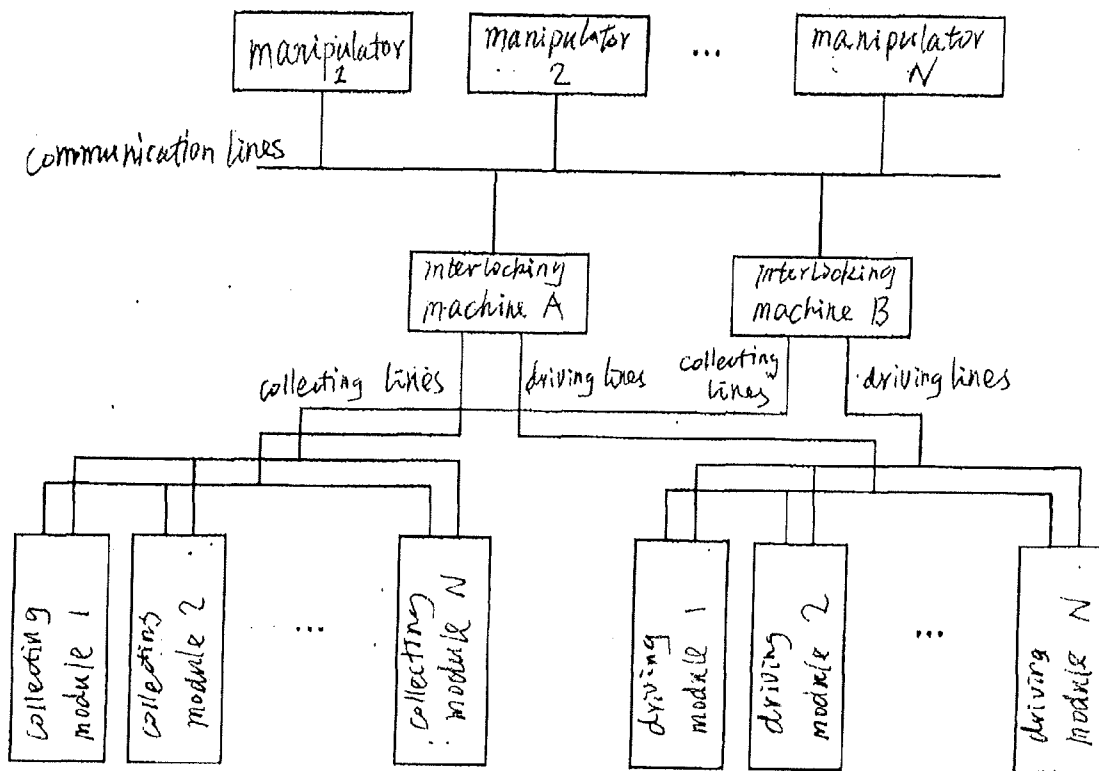 manipulator
1
manipulator
2
...
manipulator
N
communication lines
interlocking
machine A
interlocking
machine B
collecting lines
driving lines
collecting
lines
driving lines
collecting
module 1
collecting
module 2
...
collecting
module N
driving
module 1
driving
module 2
...
driving
module N